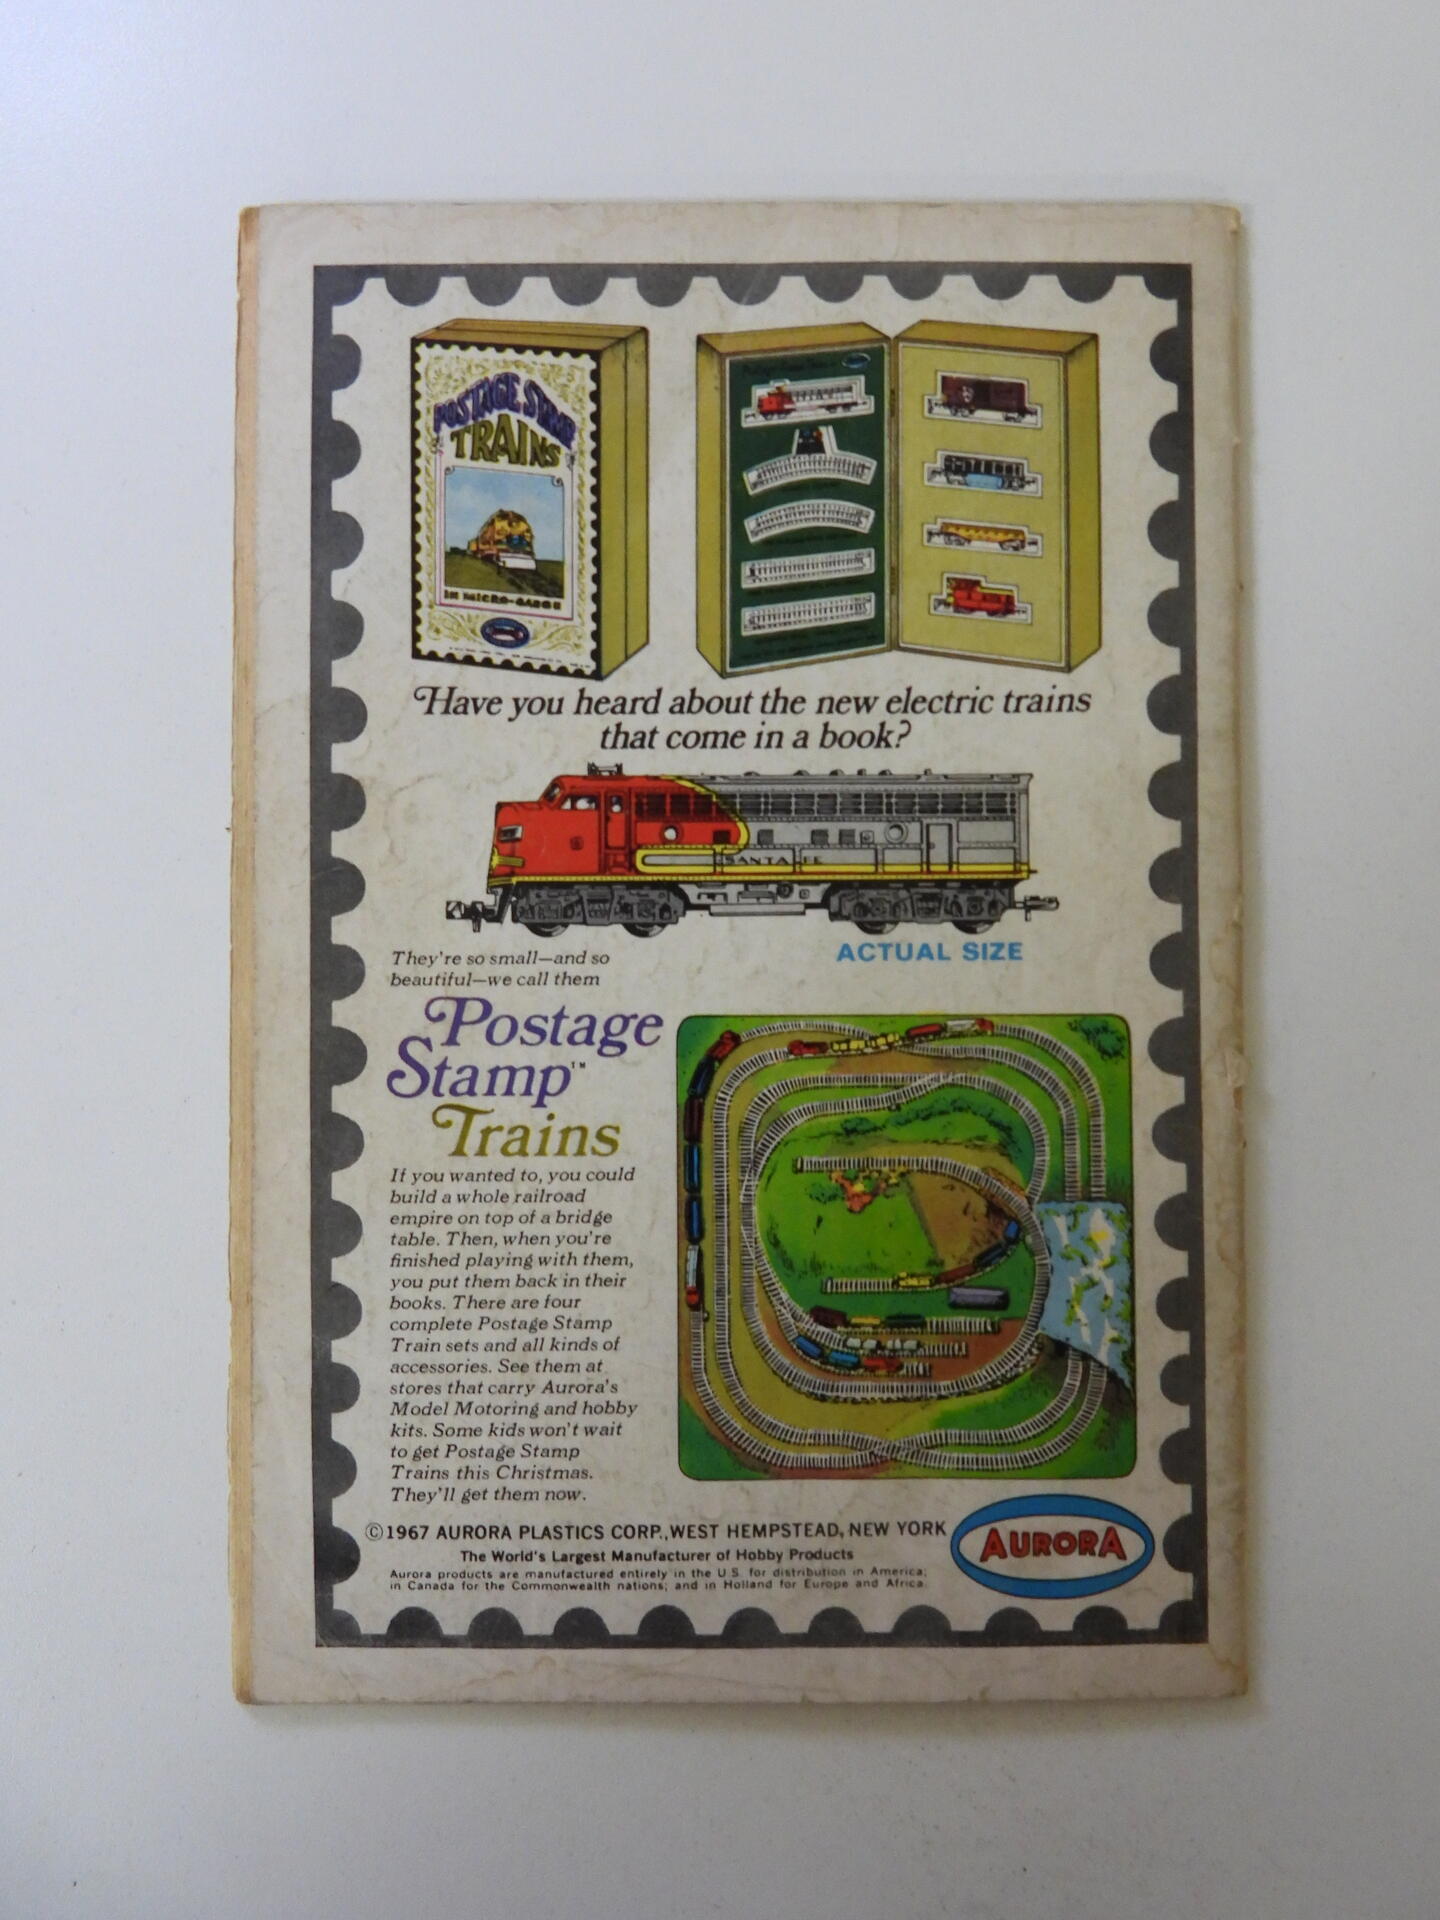 POSTAGE STAMP
TRAINS
IN MICRO-GAUGE
Have you heard about the new electric trains
that come in a book?
SANTA FE
ACTUAL SIZE
They're so small—and so
beautiful—we call them
Postage
Stamp™
Trains
If you wanted to, you could
build a whole railroad
empire on top of a bridge
table. Then, when you're
finished playing with them,
you put them back in their
books. There are four
complete Postage Stamp
Train sets and all kinds of
accessories. See them at
stores that carry Aurora's
Model Motoring and hobby
kits. Some kids won't wait
to get Postage Stamp
Trains this Christmas.
They'll get them now.
©1967 AURORA PLASTICS CORP., WEST HEMPSTEAD, NEW YORK
The World's Largest Manufacturer of Hobby Products
Aurora products are manufactured entirely in the U.S. for distribution in America;
in Canada for the Commonwealth nations; and in Holland for Europe and Africa.
AURORA